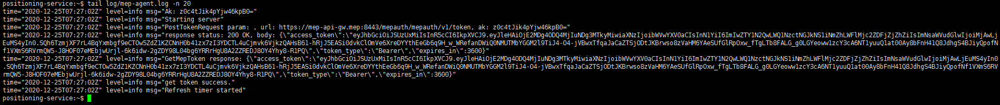 positioning-service:~$ tail log/mep-agent.log -n 20
time="2020-12-25T07:27:02Z" level=info msg="Ak: z0c4tJik4pYjw46kpB0="
time="2020-12-25T07:27:02Z" level=info msg="Starting server"
time="2020-12-25T07:27:02Z" level=info msg="PostTokenRequest param: , url: https://mep-api-gw.mep:8443/mepauth/mepauth/v1/token, ak: z0c4tJik4pYjw46kpB0="
time="2020-12-25T07:27:02Z" level=info msg="response status: 200 OK, body: {\"access_token\":\"eyJhbGciOiJSUzUxMiIsInR5cCI6IkpXVCJ9.eyJleHAiOjE2MDg4ODQ4MjIuNDg3MTkyMiwiaXNzIjoibWVwYXV0aCIsInN1YiI6ImIwZTY1N2QwLWQ1NzctNGJkNS1iNmZhLWFlMjc2ZDFjZjZhZiIsImNsaWVudGlwIjoiMjAwLj
EuMS4yIn0.SQh6TzmjXF7rL4BqYxmbgf9eCTOw5ZdZ1KZCNnH0b41zx7zI3YDCTL4uCjmvk6VjkzQAHsB61-hRjJ5EASi0dvkClOmVe6XreDYYthEeGb6q9H_w_WRefanDWiQ0NMUTMbYGGM2l9TiJ4-O4-jVBwxTfqaJaCaZTSjODtJKBrwso8zVaHM6YAeSUfGlRpOxw_fTgLTb8FALG_g0LGYeoww1zcY3cA6NT1yuuQ1at00Ay8bFnH41Q8JdhgS4BJiyQpofN
f1VXmS6RVrmQW5-J8HOF07eMEbjwUrjl-6k6idw-2gZDY98L04bg6YRRrHgU8A2ZZREDJ8OY4Yhy8-R1PQ\",\"token_type\":\"Bearer\",\"expires_in\":3600}"
time="2020-12-25T07:27:02Z" level=info msg="GetMepToken response: {\"access_token\":\"eyJhbGciOiJSUzUxMiIsInR5cCI6IkpXVCJ9.eyJleHAiOjE2MDg4ODQ4MjIuNDg3MTkyMiwiaXNzIjoibWVwYXV0aCIsInN1YiI6ImIwZTY1N2QwLWQ1NzctNGJkNS1iNmZhLWFlMjc2ZDFjZjZhZiIsImNsaWVudGlwIjoiMjAwLjEuMS4yIn0
.SQh6TzmjXF7rL4BqYxmbgf9eCTOw5ZdZ1KZCNnH0b41zx7zI3YDCTL4uCjmvk6VjkzQAHsB61-hRjJ5EASi0dvkClOmVe6XreDYYthEeGb6q9H_w_WRefanDWiQ0NMUTMbYGGM2l9TiJ4-O4-jVBwxTfqaJaCaZTSjODtJKBrwso8zVaHM6YAeSUfGlRpOxw_fTgLTb8FALG_g0LGYeoww1zcY3cA6NT1yuuQ1at00Ay8bFnH41Q8JdhgS4BJiyQpofNf1VXmS6RV
rmQW5-J8HOF07eMEbjwUrjl-6k6idw-2gZDY98L04bg6YRRrHgU8A2ZZREDJ8OY4Yhy8-R1PQ\",\"token_type\":\"Bearer\",\"expires_in\":3600}"
time="2020-12-25T07:27:02Z" level=info msg="get token success."
time="2020-12-25T07:27:02Z" level=info msg="Refresh timer started"
positioning-service:~$